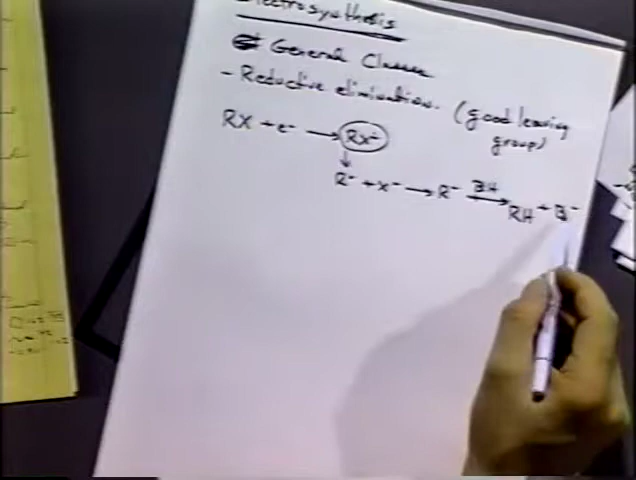 Electrosynthesis
General Classes
- Reductive elimination. (good leaving group)
RX + e⁻ → RX⁻
↓
R⁻ + X⁻ → R⁻ BH → RH + B⁻